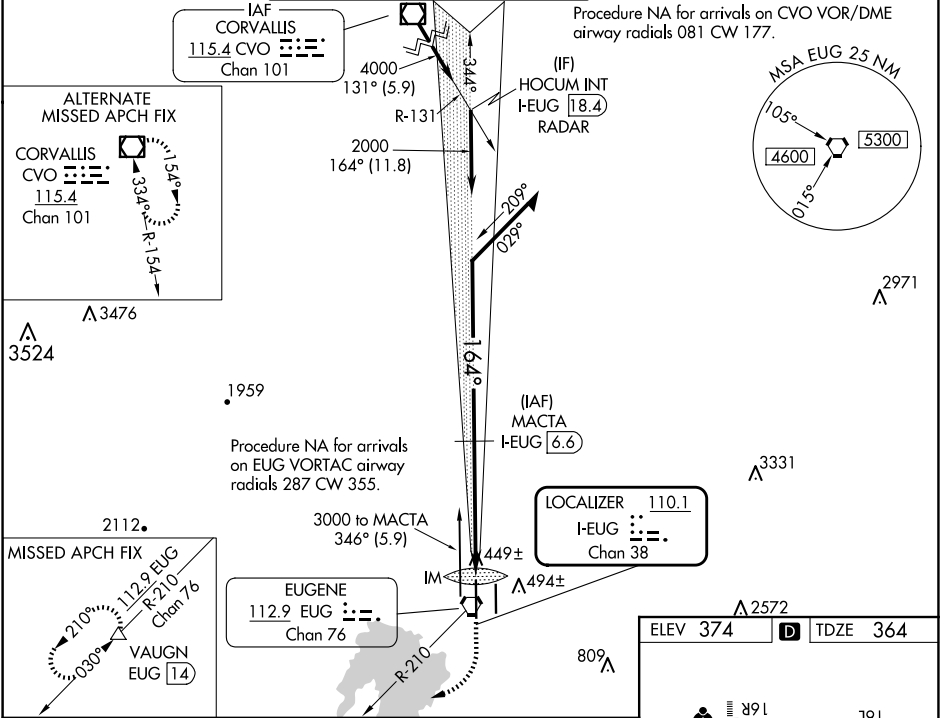 IAF
CORVALLIS
115.4 CVO
Chan 101
Procedure NA for arrivals on CVO VOR/DME
airway radials 081 CW 177.
4000
131° (5.9)
R-131
344°
(IF)
HOCUM INT
I-EUG 18.4
RADAR
2000
164° (11.8)
MSA EUG 25 NM
105°
4600
5300
015°
ALTERNATE
MISSED APCH FIX
CORVALLIS
CVO
115.4
Chan 101
154°
334°
R-154
209°
029°
2971
3476
3524
164°
1959
(IAF)
MACTA
I-EUG 6.6
Procedure NA for arrivals
on EUG VORTAC airway
radials 287 CW 355.
3331
LOCALIZER 110.1
I-EUG
Chan 38
2112
3000 to MACTA
346° (5.9)
449±
IM
494±
MISSED APCH FIX
112.9 EUG
R-210
Chan 76
210°
030°
VAUGN
EUG 14
EUGENE
112.9 EUG
Chan 76
R-210
2572
809
ELEV 374 D TDZE 364
16R
16L